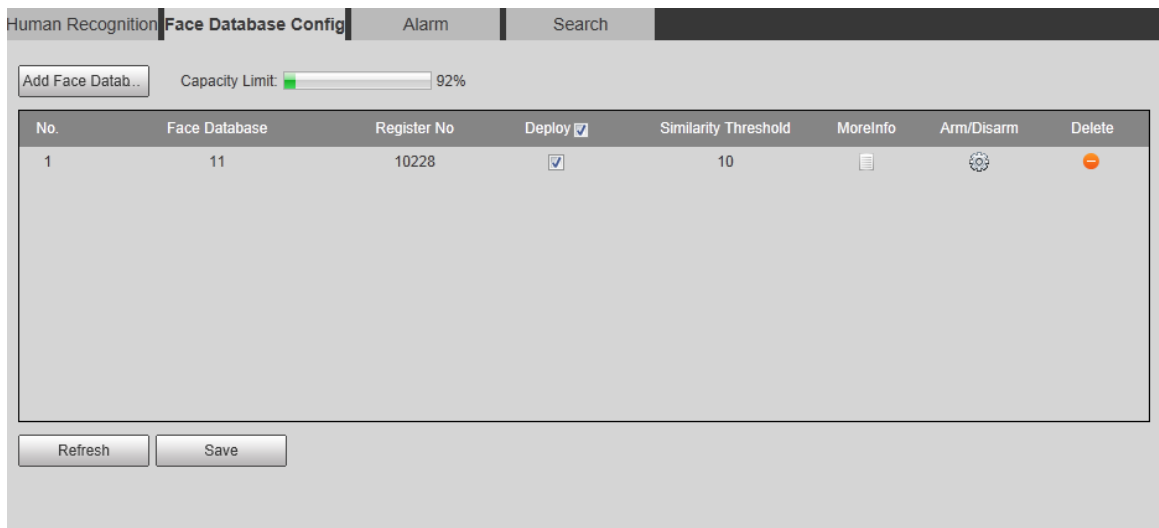 Human Recognition Face Database Config Alarm Search
Add Face Datab.. Capacity Limit: 92%
No. Face Database Register No Deploy Similarity Threshold MoreInfo Arm/Disarm Delete
1 11 10228 10
Refresh Save